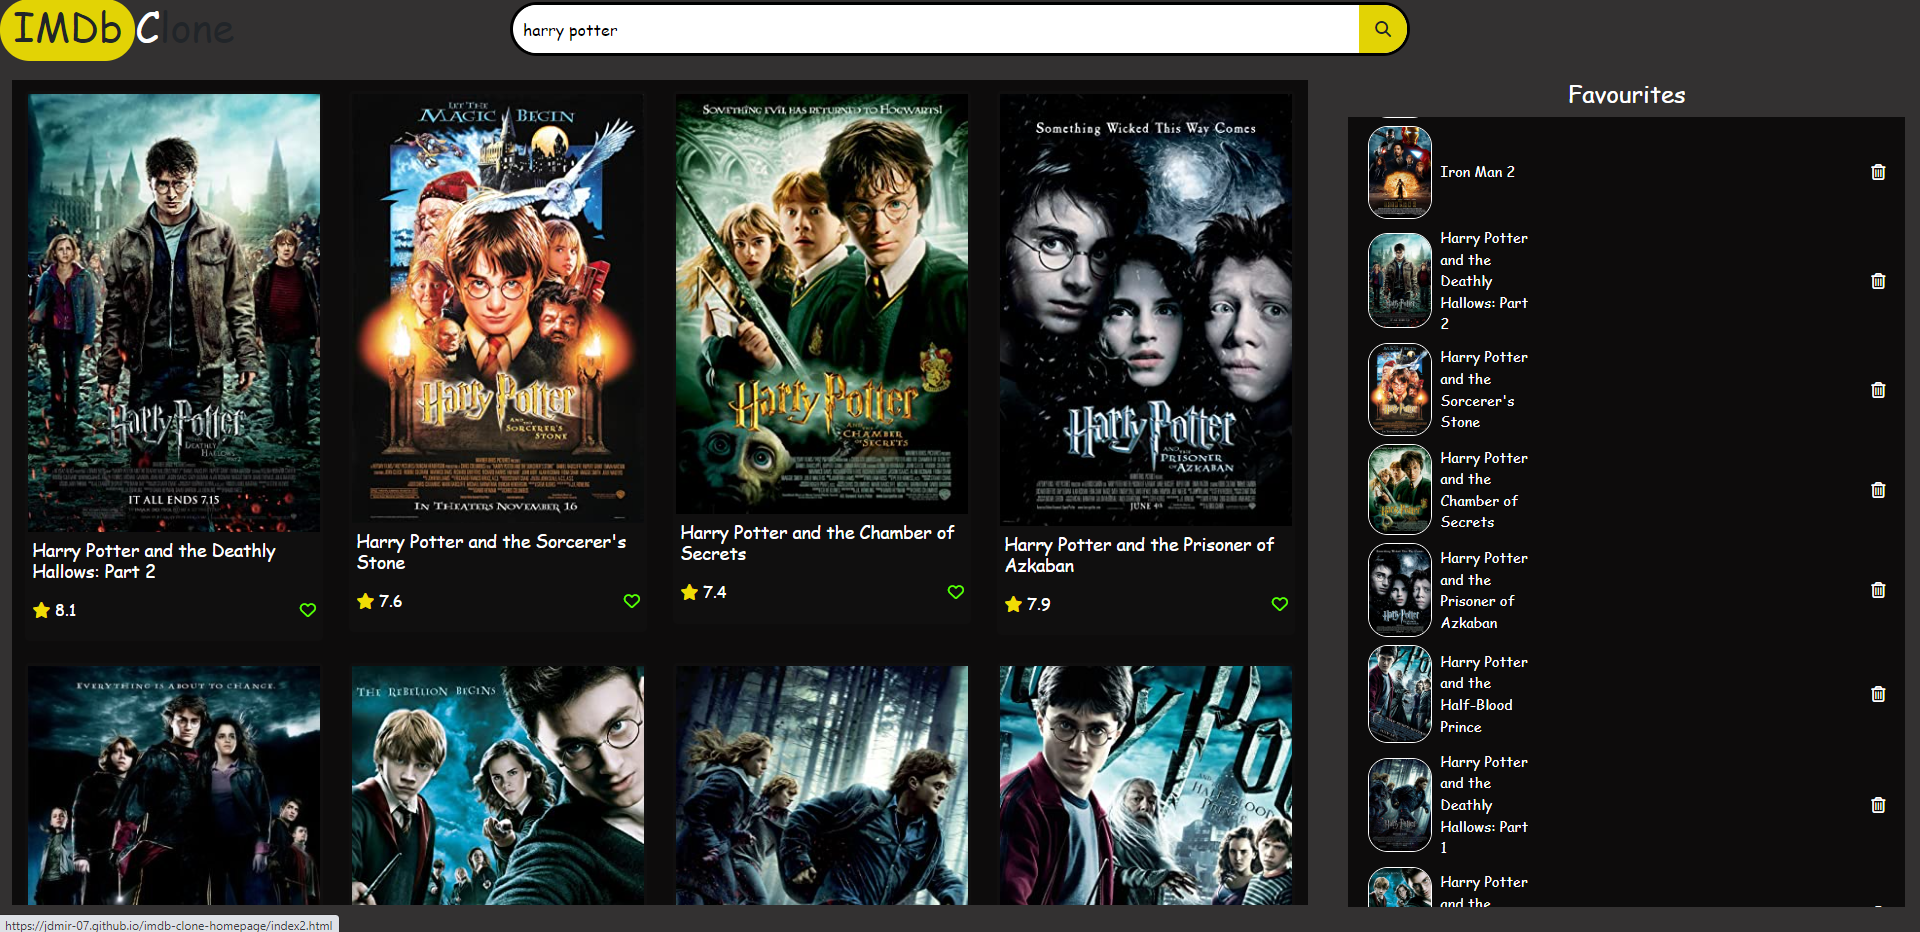 IMDb Clone
harry potter
Favourites
LET THE
MAGIC BEGIN
HARRY POTTER
AND THE
SORCERER'S
STONE
IN THEATERS NOVEMBER 16
SOMETHING EVIL HAS RETURNED TO HOGWARTS!
HARRY POTTER
AND THE
CHAMBER
OF SECRETS
Something Wicked This Way Comes
HARRY POTTER
AND THE
PRISONER
OF AZKABAN
JUNE 4
HARRY POTTER
DEATHLY
HALLOWS
IT ALL ENDS 7.15
Harry Potter and the Deathly
Hallows: Part 2
8.1
Harry Potter and the Sorcerer's
Stone
7.6
Harry Potter and the Chamber of
Secrets
7.4
Harry Potter and the Prisoner of
Azkaban
7.9
EVERYTHING IS ABOUT TO CHANGE.
THE REBELLION BEGINS
HALF-BLOOD
PRINCE
Iron Man 2
Harry Potter
and the
Deathly
Hallows: Part
2
Harry Potter
and the
Sorcerer's
Stone
Harry Potter
and the
Chamber of
Secrets
Harry Potter
and the
Prisoner of
Azkaban
Harry Potter
and the
Half-Blood
Prince
Harry Potter
and the
Deathly
Hallows: Part
1
Harry Potter
and the
https://jdmir-07.github.io/imdb-clone-homepage/index2.html